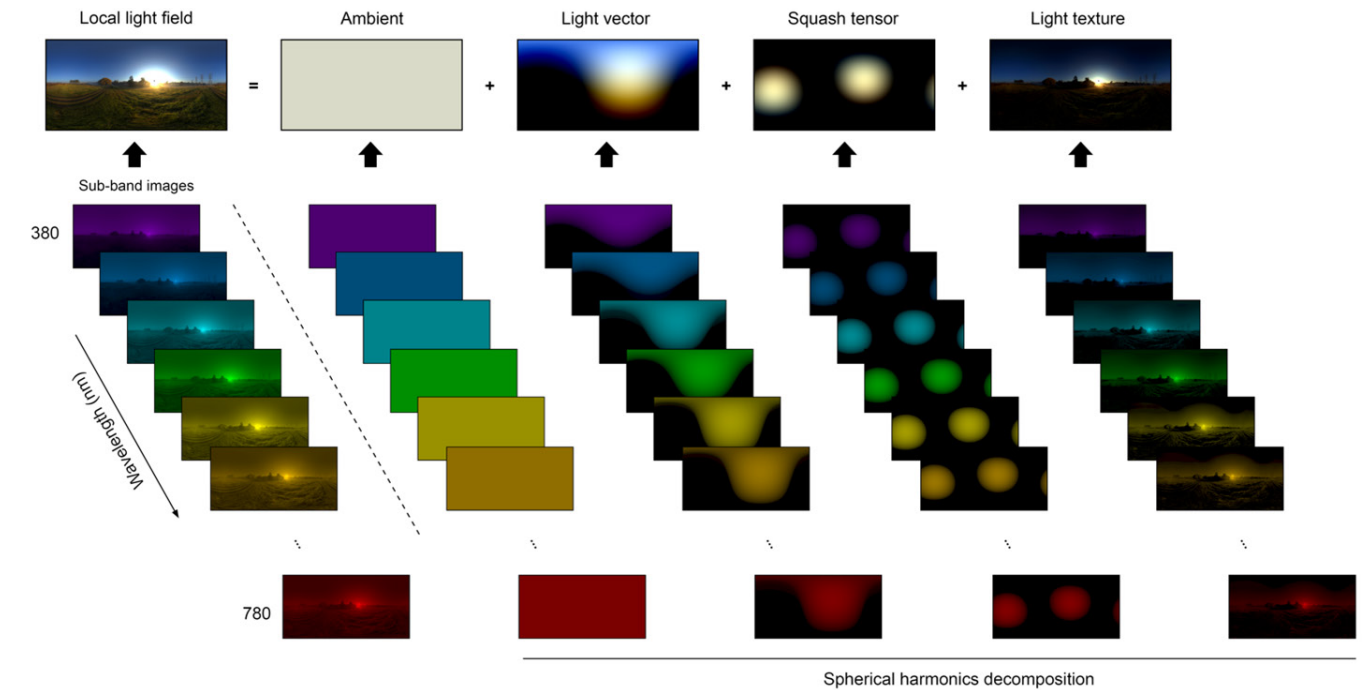 Local light field
Ambient
Light vector
Squash tensor
Light texture
=
+
+
+
Sub-band images
380
Wavelength (nm)
...
...
...
...
...
780
Spherical harmonics decomposition